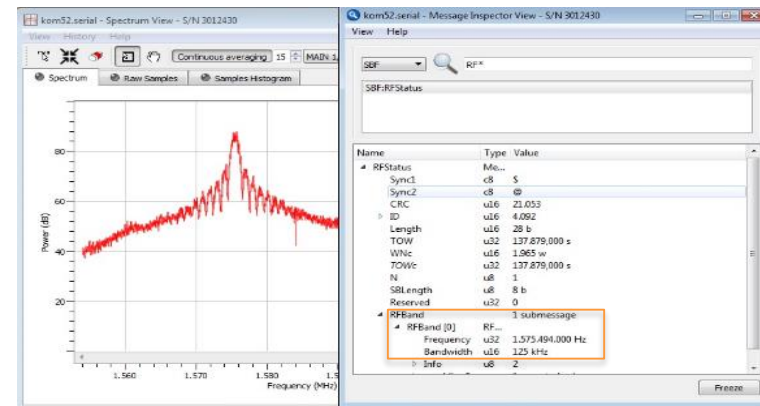 kom52.serial - Spectrum View - S/N 3012430
View History Help
Continuous averaging 15 MAIN 1,
Spectrum Raw Samples Samples Histogram
80
60
40
20
Power (dB)
1.560 1.570 1.580 1.5
Frequency (MHz)
kom52.serial - Message Inspector View - S/N 3012430
View Help
SBF RF*
SBF:RFStatus
Name Type Value
RFStatus Me...
Sync1 c8 $
Sync2 c8 @
CRC u16 21.053
ID u16 4.092
Length u16 28 b
TOW u32 137.879,000 s
WNc u16 1.965 w
TOWc u32 137.879,000 s
N u8 1
SBLength u8 8 b
Reserved u32 0
RFBand 1 submessage
RFBand [0] RF...
Frequency u32 1.575.494.000 Hz
Bandwidth u16 125 kHz
Info u8 2
Freeze